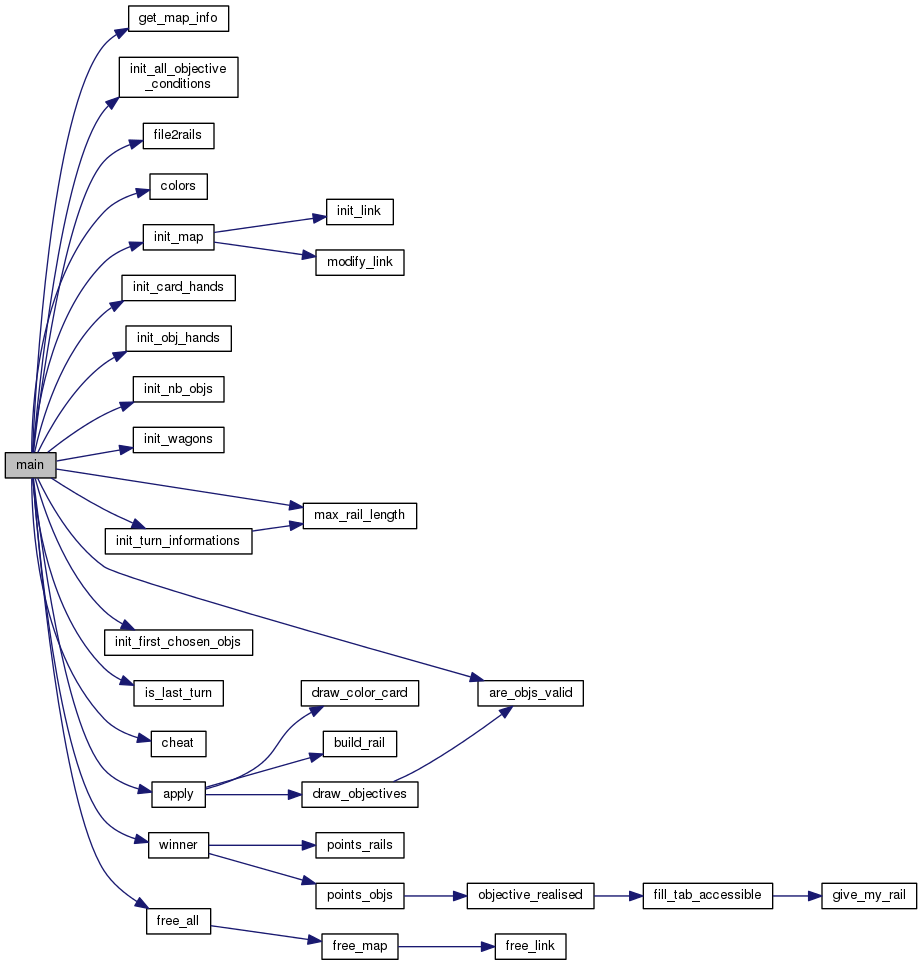 get_map_info
init_all_objective
_conditions
file2rails
colors
init_link
init_map
modify_link
init_card_hands
init_obj_hands
init_nb_objs
init_wagons
main
max_rail_length
init_turn_informations
init_first_chosen_objs
is_last_turn
draw_color_card
are_objs_valid
cheat
build_rail
apply
draw_objectives
winner
points_rails
points_objs
objective_realised
fill_tab_accessible
give_my_rail
free_all
free_map
free_link